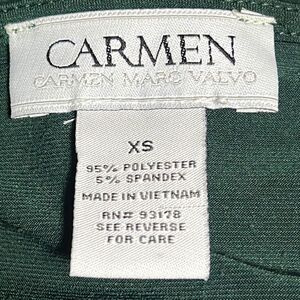 CARMEN
CARMEN MARC VALVO
XS
95% POLYESTER
5% SPANDEX
MADE IN VIETNAM
RN# 93178
SEE REVERSE
FOR CARE